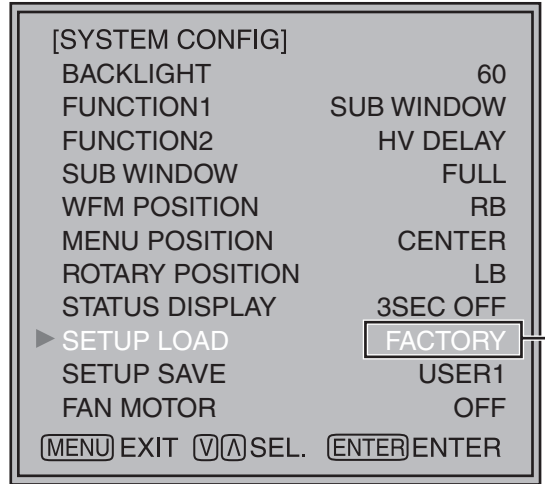 [SYSTEM CONFIG]
BACKLIGHT 60
FUNCTION1 SUB WINDOW
FUNCTION2 HV DELAY
SUB WINDOW FULL
WFM POSITION RB
MENU POSITION CENTER
ROTARY POSITION LB
STATUS DISPLAY 3SEC OFF
SETUP LOAD FACTORY
SETUP SAVE USER1
FAN MOTOR OFF
MENU EXIT V Λ SEL. ENTER ENTER